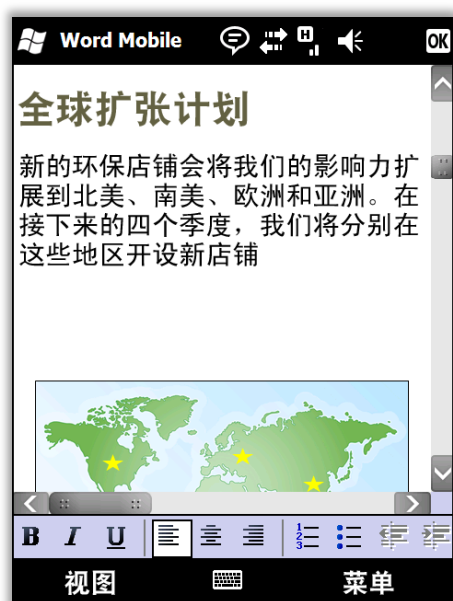 Word Mobile
H
OK
全球扩张计划
新的环保店铺会将我们的影响力扩
展到北美、南美、欧洲和亚洲。在
接下来的四个季度，我们将分别在
这些地区开设新店铺
B I U
1
2
3
视图
菜单